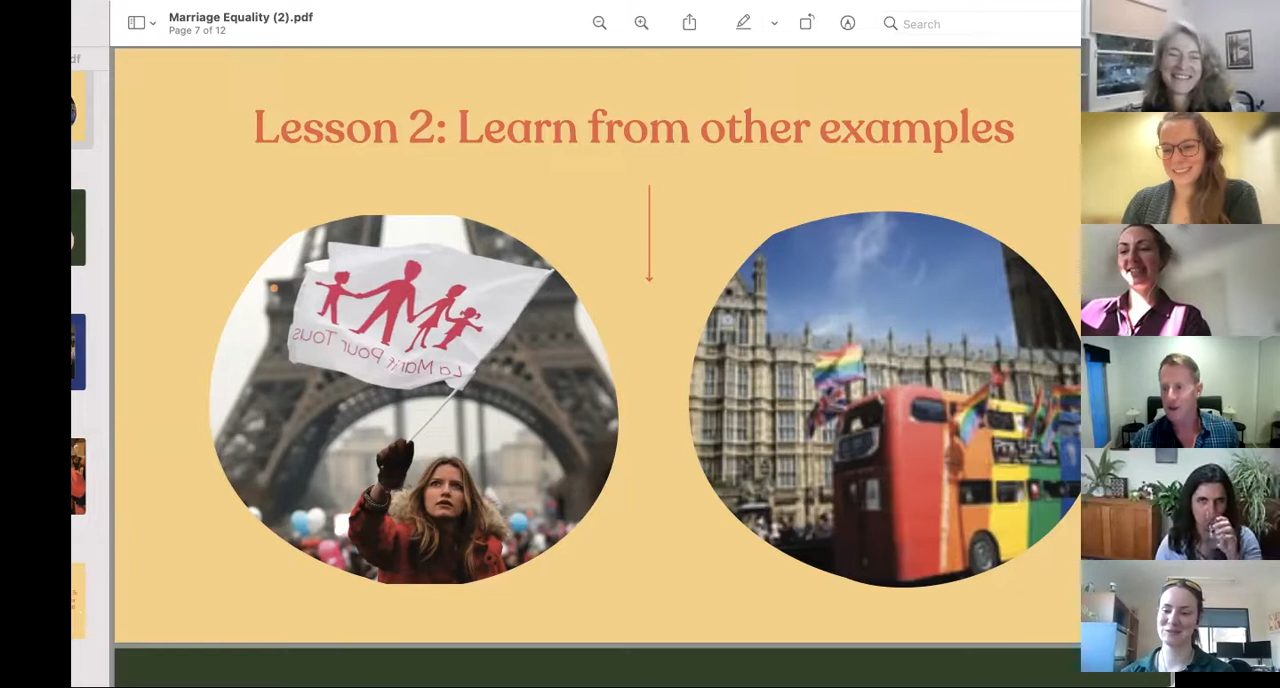 Marriage Equality (2).pdf
Page 7 of 12
Search
df
Lesson 2: Learn from other examples
La Manif Pour Tous